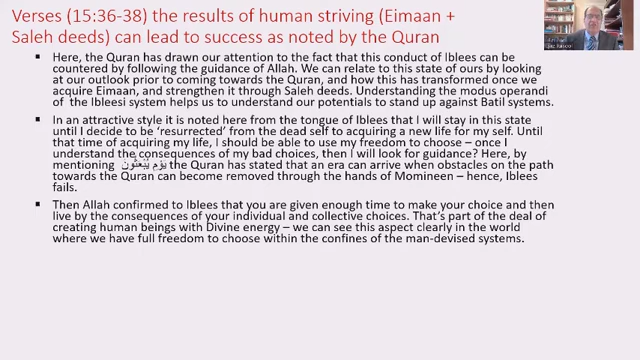 Verses (15:36-38) the results of human striving (Eimaan +
Saleh deeds) can lead to success as noted by the Quran
▪ Here, the Quran has drawn our attention to the fact that this conduct of Iblees can be
countered by following the guidance of Allah. We can relate to this state of ours by looking
at our outlook prior to coming towards the Quran, and how this has transformed once we
acquire Eimaan, and strengthen it through Saleh deeds. Understanding the modus operandi
of the Ibleesi system helps us to understand our potentials to stand up against Batil systems.
▪ In an attractive style it is noted here from the tongue of Iblees that I will stay in this state
until I decide to be ‘resurrected’ from the dead self to acquiring a new life for my self. Until
that time of acquiring my life, I should be able to use my freedom to choose – once I
understand the consequences of my bad choices, then I will look for guidance? Here, by
mentioning يَوْمِ يُبْعَثُونَ the Quran has stated that an era can arrive when obstacles on the path
towards the Quran can become removed through the hands of Momineen – hence, Iblees
fails.
▪ Then Allah confirmed to Iblees that you are given enough time to make your choice and then
live by the consequences of your individual and collective choices. That’s part of the deal of
creating human beings with Divine energy – we can see this aspect clearly in the world
where we have full freedom to choose within the confines of the man-devised systems.